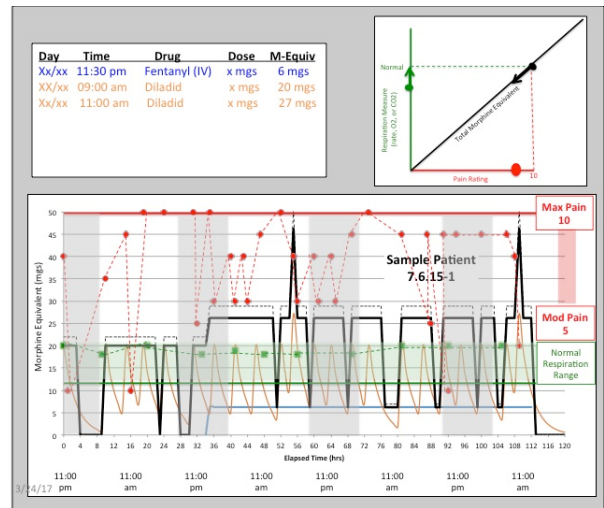 Day Time Drug Dose M-Equiv
Xx/xx 11:30 pm Fentanyl (IV) x mgs 6 mgs
XX/xx 09:00 am Diladid x mgs 20 mgs
Xx/xx 11:00 am Diladid x mgs 27 mgs
Normal
Respiration Measure
(rate, O2, or CO2)
Total Morphine Equivalent
10
Pain Rating
Max Pain
10
Sample Patient
7.6.15-1
Mod Pain
5
Normal
Respiration
Range
Morphine Equivalent (mgs)
50
45
40
35
30
25
20
15
10
5
0
0 4 8 12 16 20 24 28 32 36 40 44 48 52 56 60 64 68 72 76 80 84 88 92 96 100 104 108 112 116 120
Elapsed Time (hrs)
11:00 11:00 11:00 11:00 11:00 11:00 11:00 11:00
pm am pm am pm am pm am
3/24/17